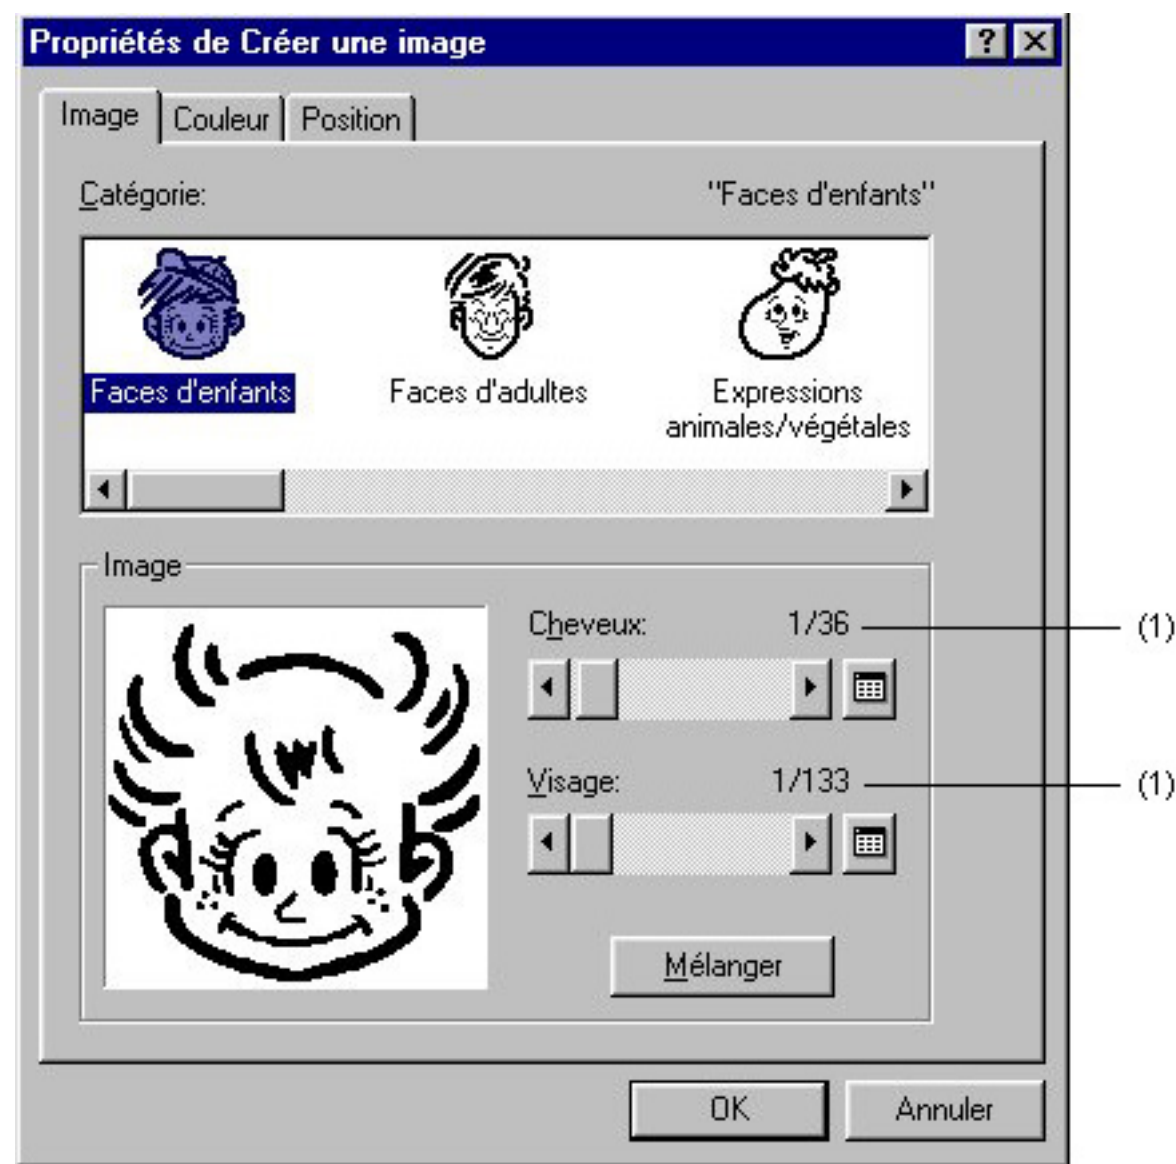 Propriétés de Créer une image
Image Couleur Position
Catégorie: "Faces d'enfants"
Faces d'enfants Faces d'adultes Expressions
animales/végétales
Image
Cheveux: 1/36 (1)
Visage: 1/133 (1)
Mélanger
OK Annuler